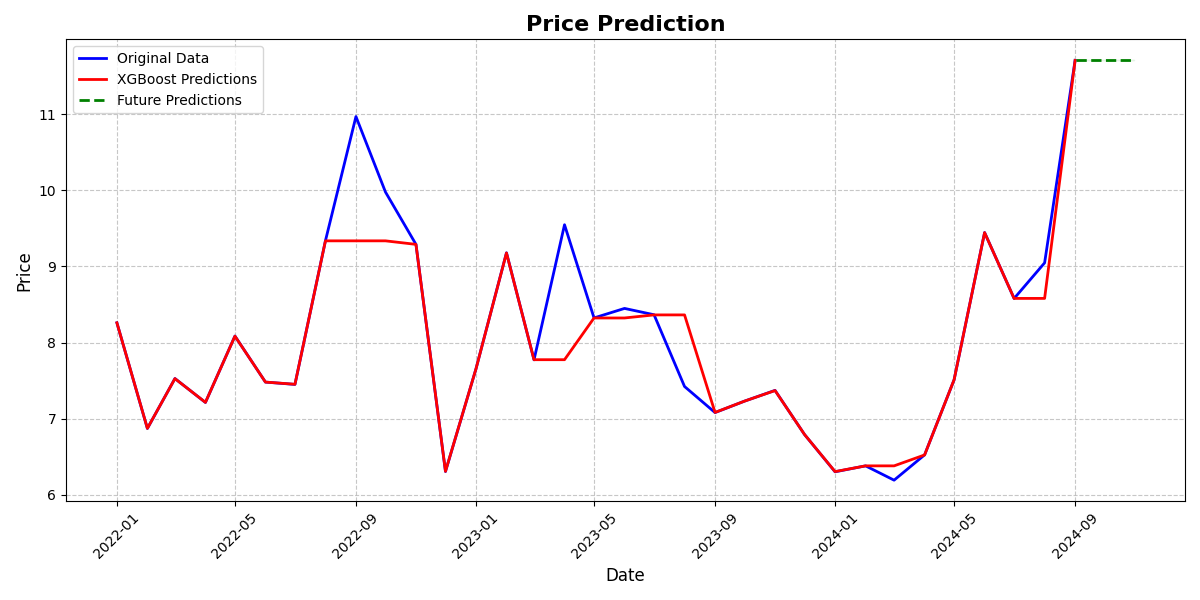 Price Prediction
Original Data
XGBoost Predictions
Future Predictions
Price
11
10
9
8
7
6
2022-01
2022-05
2022-09
2023-01
2023-05
2023-09
2024-01
2024-05
2024-09
Date